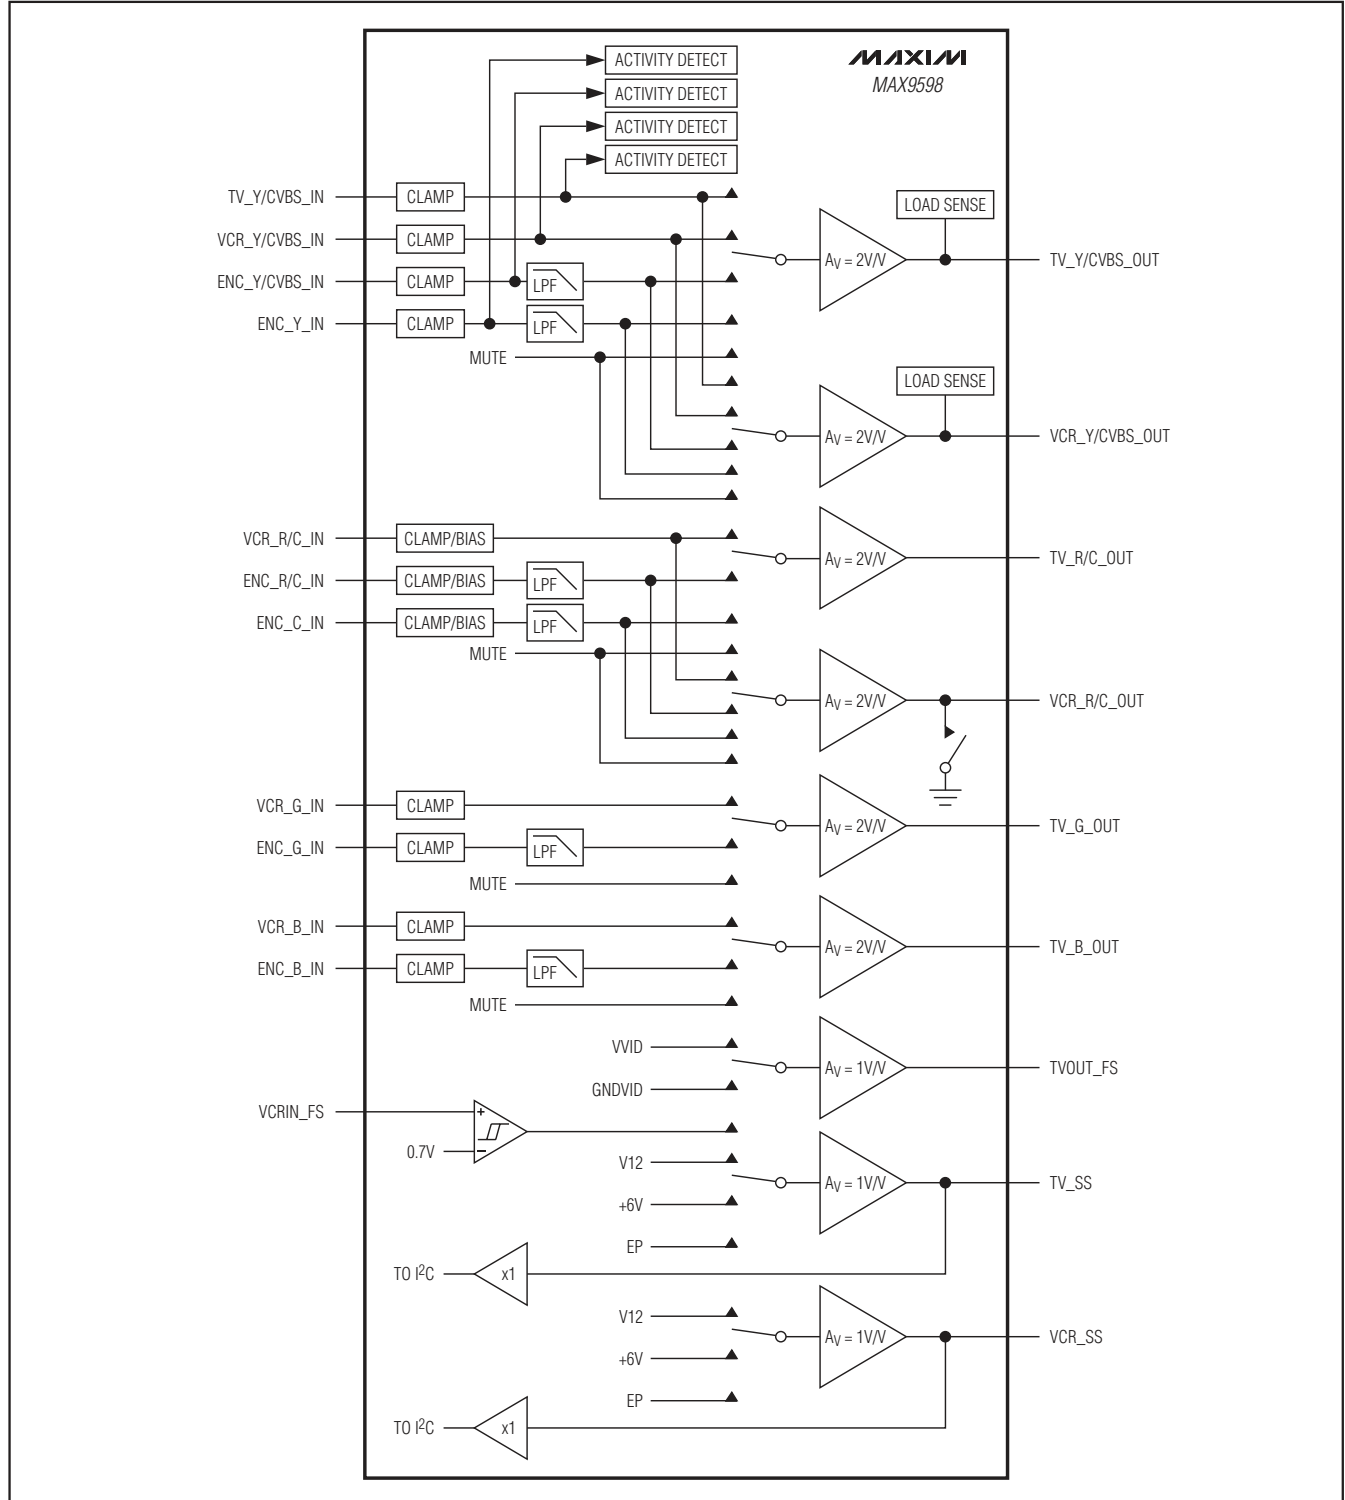 MAXIM
MAX9598
ACTIVITY DETECT
ACTIVITY DETECT
ACTIVITY DETECT
ACTIVITY DETECT
TV_Y/CVBS_IN CLAMP
LOAD SENSE
VCR_Y/CVBS_IN CLAMP
AV = 2V/V TV_Y/CVBS_OUT
ENC_Y/CVBS_IN CLAMP LPF
ENC_Y_IN CLAMP LPF
MUTE
LOAD SENSE
AV = 2V/V VCR_Y/CVBS_OUT
VCR_R/C_IN CLAMP/BIAS
AV = 2V/V TV_R/C_OUT
ENC_R/C_IN CLAMP/BIAS LPF
ENC_C_IN CLAMP/BIAS LPF
MUTE
AV = 2V/V VCR_R/C_OUT
VCR_G_IN CLAMP
AV = 2V/V TV_G_OUT
ENC_G_IN CLAMP LPF
MUTE
VCR_B_IN CLAMP
AV = 2V/V TV_B_OUT
ENC_B_IN CLAMP LPF
MUTE
VVID
AV = 1V/V TVOUT_FS
GNDVID
VCRIN_FS +
0.7V −
V12
AV = 1V/V TV_SS
+6V
EP
TO I²C x1
V12
AV = 1V/V VCR_SS
+6V
EP
TO I²C x1